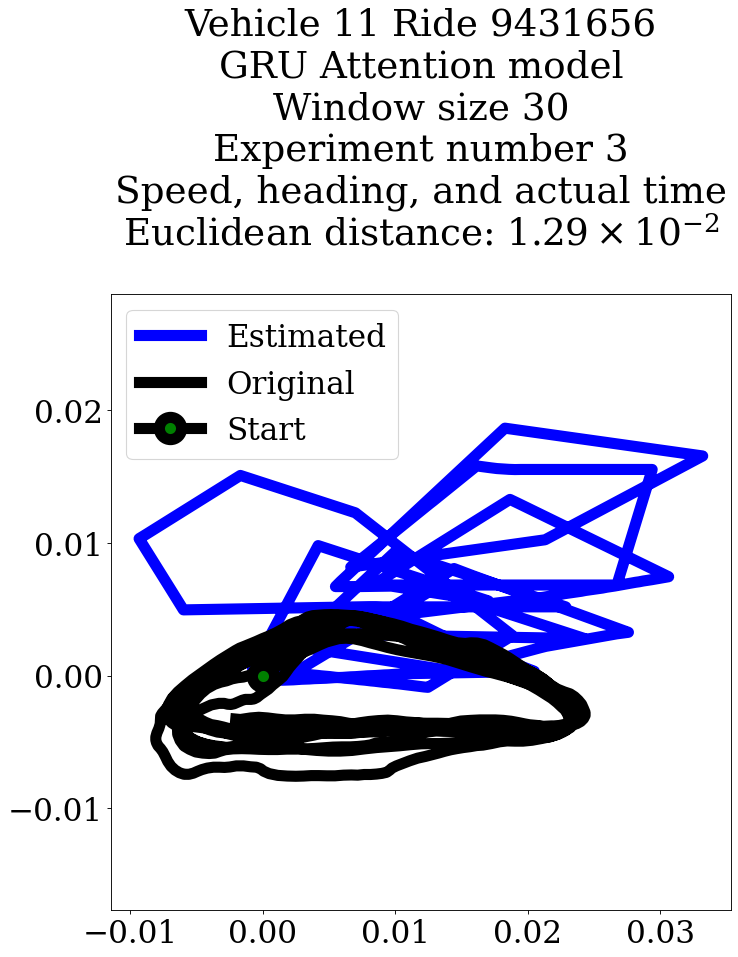 Vehicle 11 Ride 9431656
GRU Attention model
Window size 30
Experiment number 3
Speed, heading, and actual time
Euclidean distance: 1.29 × 10⁻²
Estimated
Original
Start
0.02
0.01
0.00
−0.01
−0.01 0.00 0.01 0.02 0.03